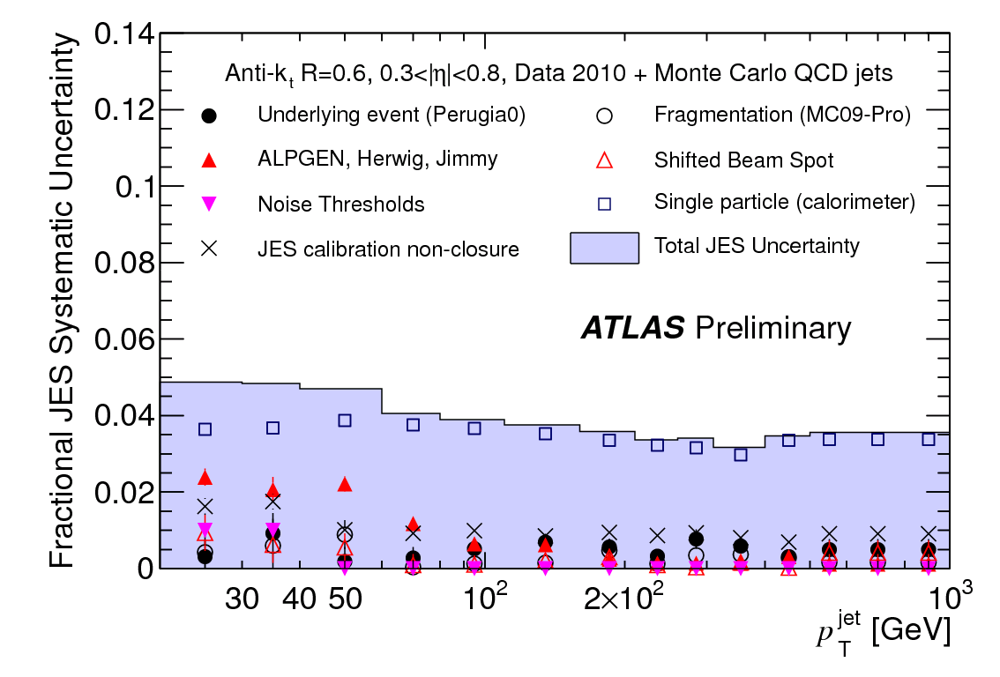 0.14
0.12
0.1
0.08
0.06
0.04
0.02
0
Fractional JES Systematic Uncertainty
Anti-k_t R=0.6, 0.3<|η|<0.8, Data 2010 + Monte Carlo QCD jets
Underlying event (Perugia0)
Fragmentation (MC09-Pro)
ALPGEN, Herwig, Jimmy
Shifted Beam Spot
Noise Thresholds
Single particle (calorimeter)
JES calibration non-closure
Total JES Uncertainty
ATLAS Preliminary
30 40 50 10² 2×10² 10³
p_T^jet [GeV]